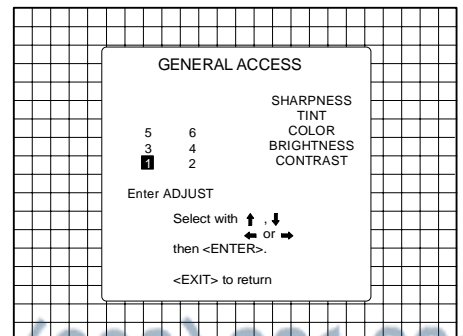 GENERAL ACCESS
SHARPNESS
TINT
5 6 COLOR
3 4 BRIGHTNESS
1 2 CONTRAST
Enter ADJUST
Select with ↑ , ↓
← or →
then <ENTER>.
<EXIT> to return